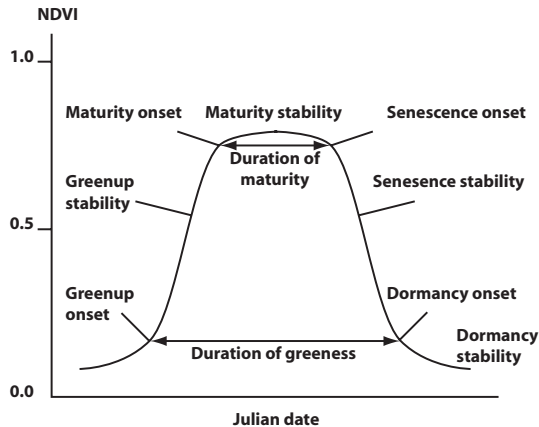 NDVI
1.0
Maturity onset
Maturity stability
Senescence onset
Duration of
maturity
Greenup
stability
Senesence stability
0.5
Greenup
onset
Dormancy onset
Duration of greeness
Dormancy
stability
0.0
Julian date